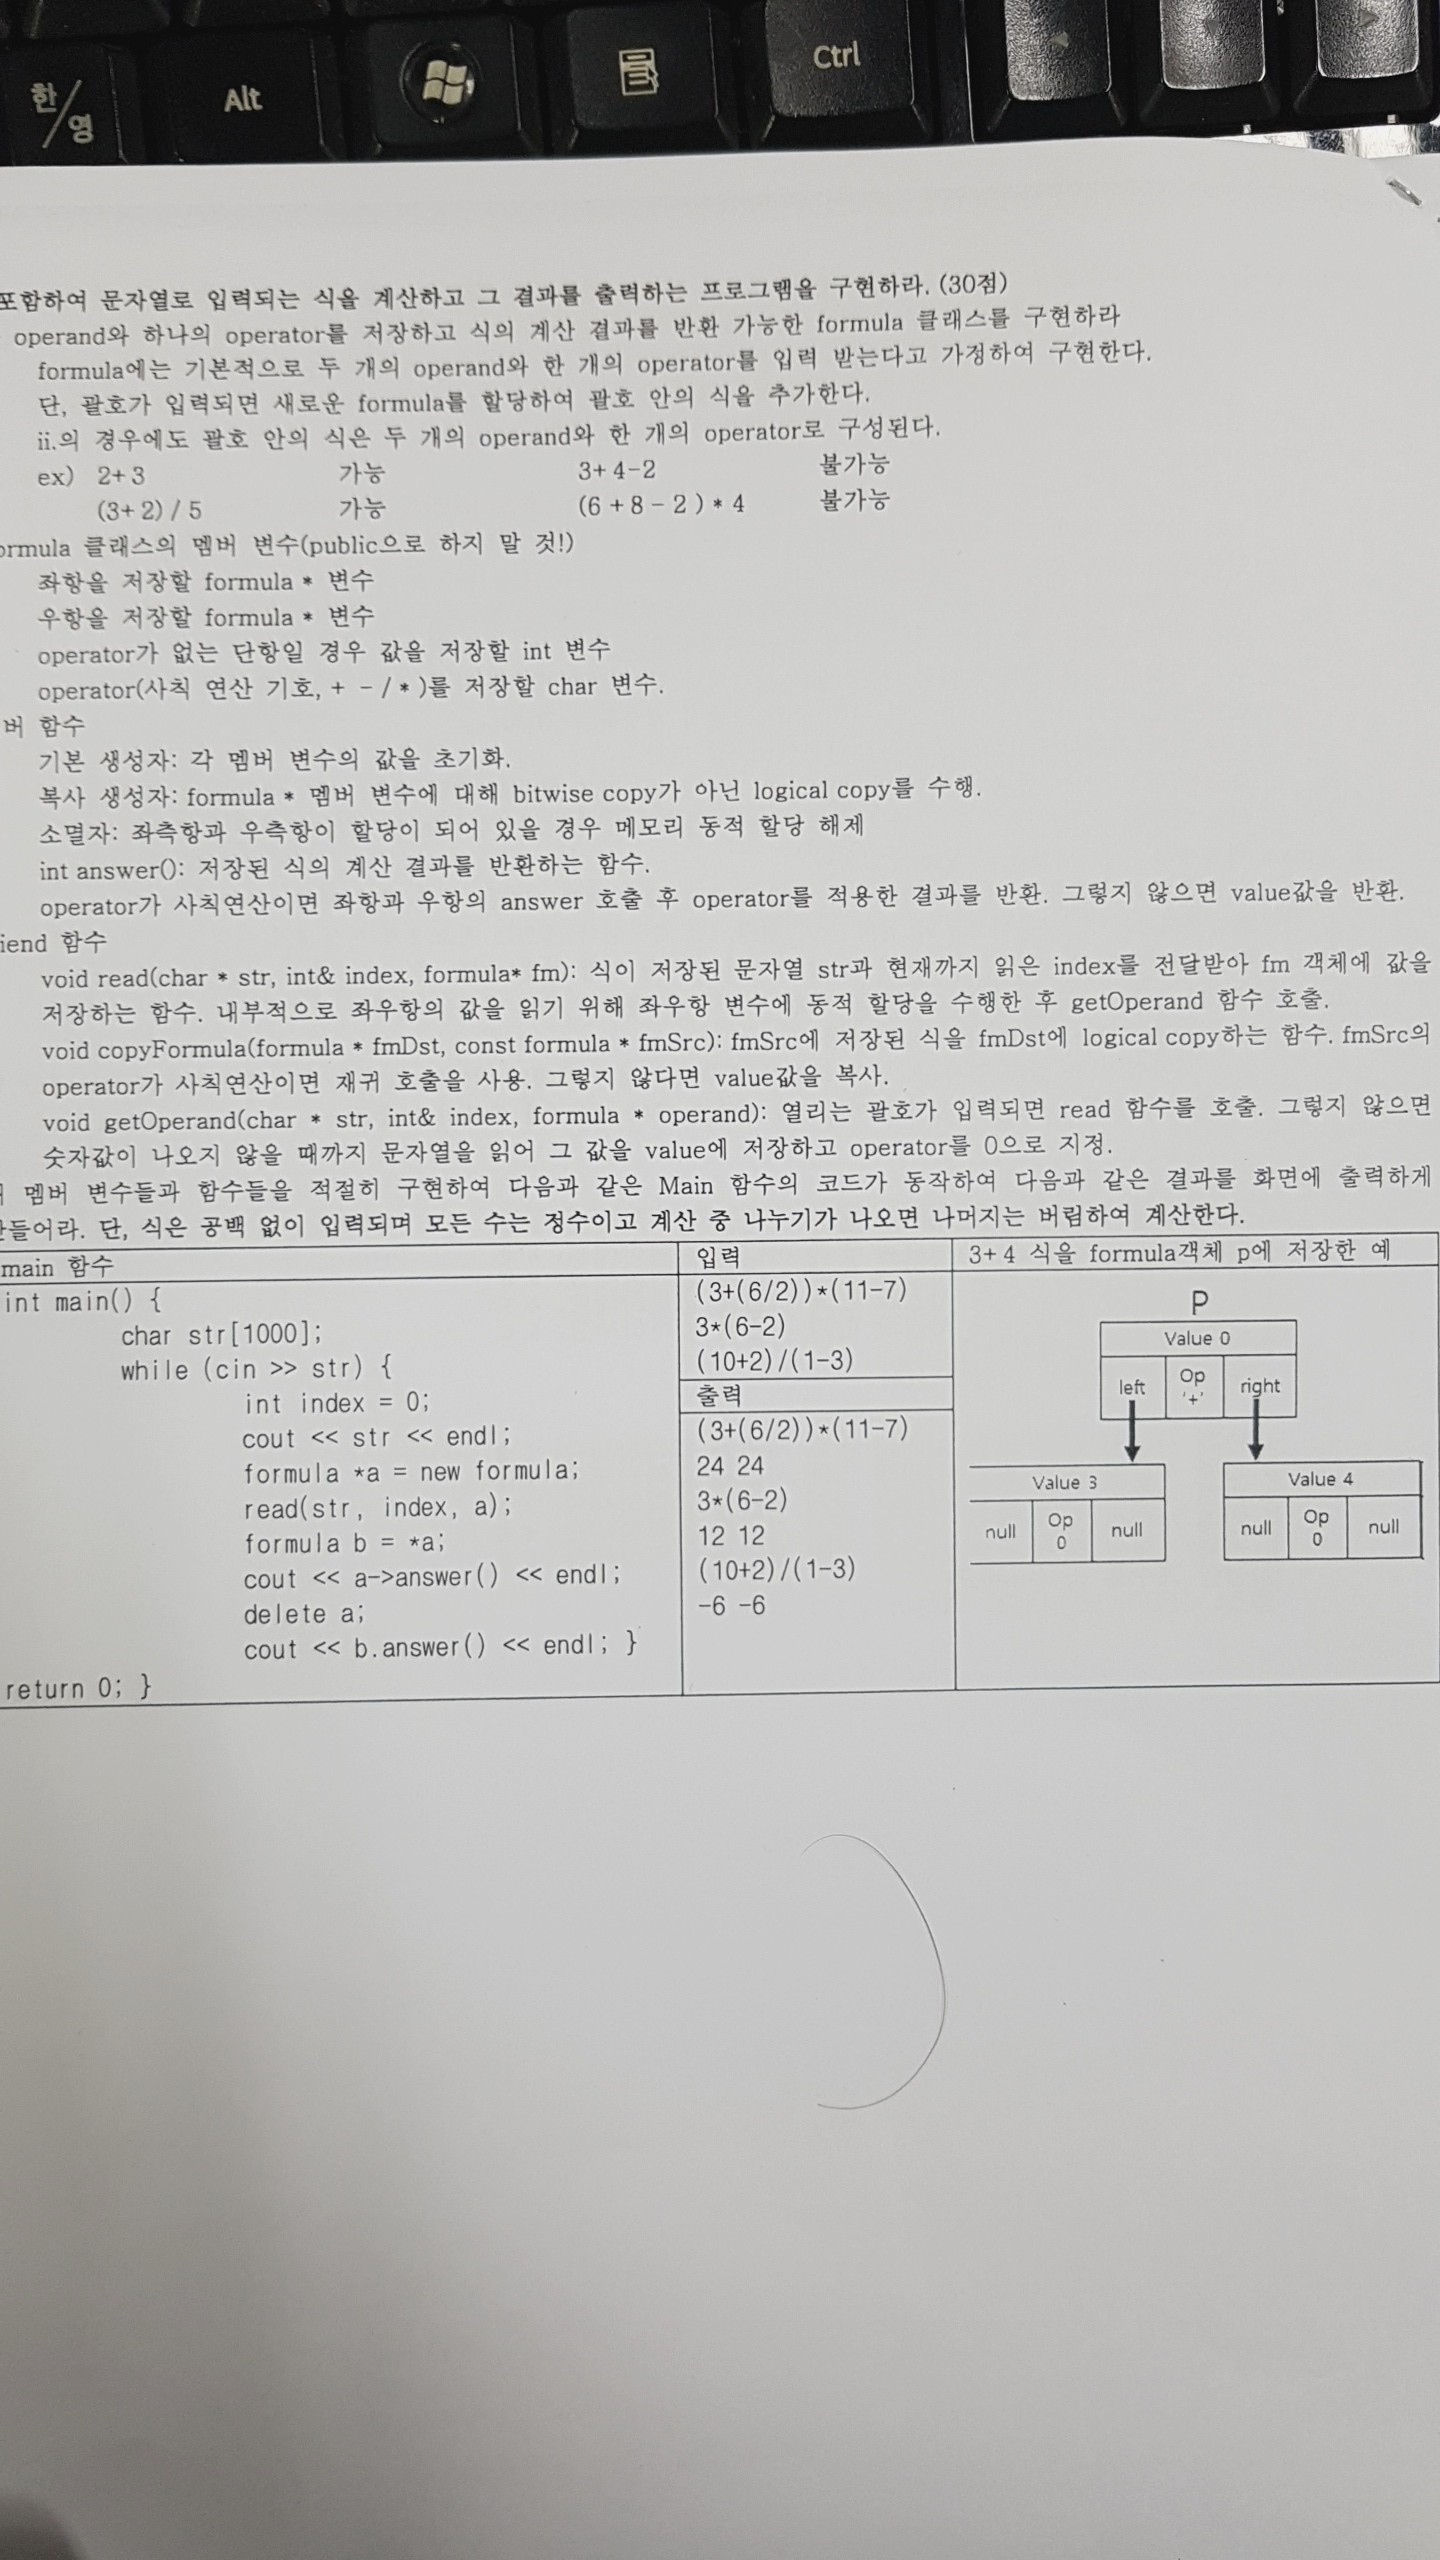 한/영
Alt
Ctrl
포함하여 문자열로 입력되는 식을 계산하고 그 결과를 출력하는 프로그램을 구현하라. (30점)
operand와 하나의 operator를 저장하고 식의 계산 결과를 반환 가능한 formula 클래스를 구현하라
formula에는 기본적으로 두 개의 operand와 한 개의 operator를 입력 받는다고 가정하여 구현한다.
단, 괄호가 입력되면 새로운 formula를 할당하여 괄호 안의 식을 추가한다.
ii.의 경우에도 괄호 안의 식은 두 개의 operand와 한 개의 operator로 구성된다.
ex) 2+3 가능 3+4-2 불가능
(3+2)/5 가능 (6+8-2)*4 불가능
ormula 클래스의 멤버 변수(public으로 하지 말 것!)
좌항을 저장할 formula * 변수
우항을 저장할 formula * 변수
operator가 없는 단항일 경우 값을 저장할 int 변수
operator(사칙 연산 기호, + - / * )를 저장할 char 변수.
버 함수
기본 생성자: 각 멤버 변수의 값을 초기화.
복사 생성자: formula * 멤버 변수에 대해 bitwise copy가 아닌 logical copy를 수행.
소멸자: 좌측항과 우측항이 할당이 되어 있을 경우 메모리 동적 할당 해제
int answer(): 저장된 식의 계산 결과를 반환하는 함수.
operator가 사칙연산이면 좌항과 우항의 answer 호출 후 operator를 적용한 결과를 반환. 그렇지 않으면 value값을 반환.
iend 함수
void read(char * str, int& index, formula* fm): 식이 저장된 문자열 str과 현재까지 읽은 index를 전달받아 fm 객체에 값을
저장하는 함수. 내부적으로 좌우항의 값을 읽기 위해 좌우항 변수에 동적 할당을 수행한 후 getOperand 함수 호출.
void copyFormula(formula * fmDst, const formula * fmSrc): fmSrc에 저장된 식을 fmDst에 logical copy하는 함수. fmSrc의
operator가 사칙연산이면 재귀 호출을 사용. 그렇지 않다면 value값을 복사.
void getOperand(char * str, int& index, formula * operand): 열리는 괄호가 입력되면 read 함수를 호출. 그렇지 않으면
숫자값이 나오지 않을 때까지 문자열을 읽어 그 값을 value에 저장하고 operator를 0으로 지정.
멤버 변수들과 함수들을 적절히 구현하여 다음과 같은 Main 함수의 코드가 동작하여 다음과 같은 결과를 화면에 출력하게
만들어라. 단, 식은 공백 없이 입력되며 모든 수는 정수이고 계산 중 나누기가 나오면 나머지는 버림하여 계산한다.
main 함수
int main() {
char str[1000];
while (cin >> str) {
int index = 0;
cout << str << endl;
formula *a = new formula;
read(str, index, a);
formula b = *a;
cout << a->answer() << endl;
delete a;
cout << b.answer() << endl; }
return 0; }
입력
(3+(6/2))*(11-7)
3*(6-2)
(10+2)/(1-3)
출력
(3+(6/2))*(11-7)
24 24
3*(6-2)
12 12
(10+2)/(1-3)
-6 -6
3+4 식을 formula객체 p에 저장한 예
P
Value 0
left Op '+' right
Value 3
null Op 0 null
Value 4
null Op 0 null